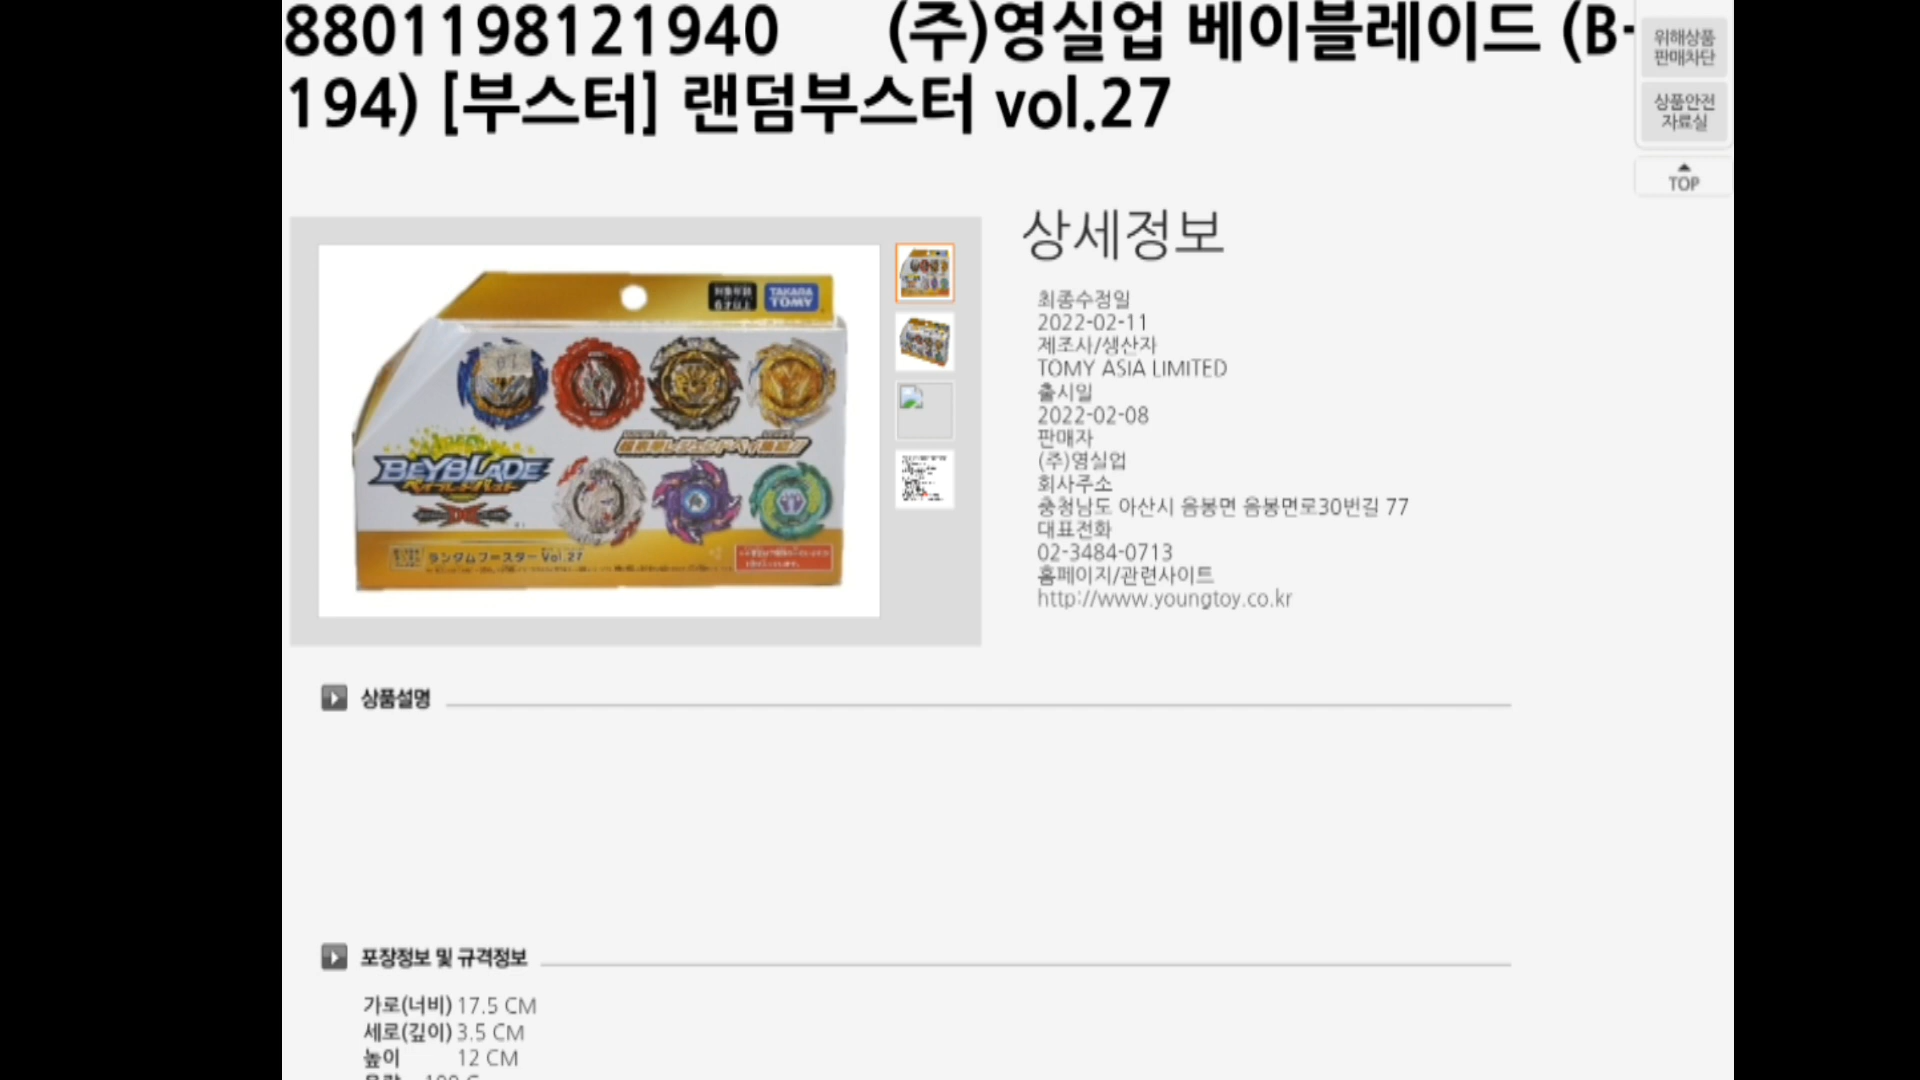 8801198121940 (주)영실업 베이블레이드 (B-
194) [부스터] 랜덤부스터 vol.27
위해상품
판매차단
상품안전
자료실
TOP
TAKARA
TOMY
BEYBLADE
ランダムブースター Vol.27
상세정보
최종수정일
2022-02-11
제조사/생산자
TOMY ASIA LIMITED
출시일
2022-02-08
판매자
(주)영실업
회사주소
충청남도 아산시 음봉면 음봉면로30번길 77
대표전화
02-3484-0713
홈페이지/관련사이트
http://www.youngtoy.co.kr
상품설명
포장정보 및 규격정보
가로(너비) 17.5 CM
세로(깊이) 3.5 CM
높이 12 CM